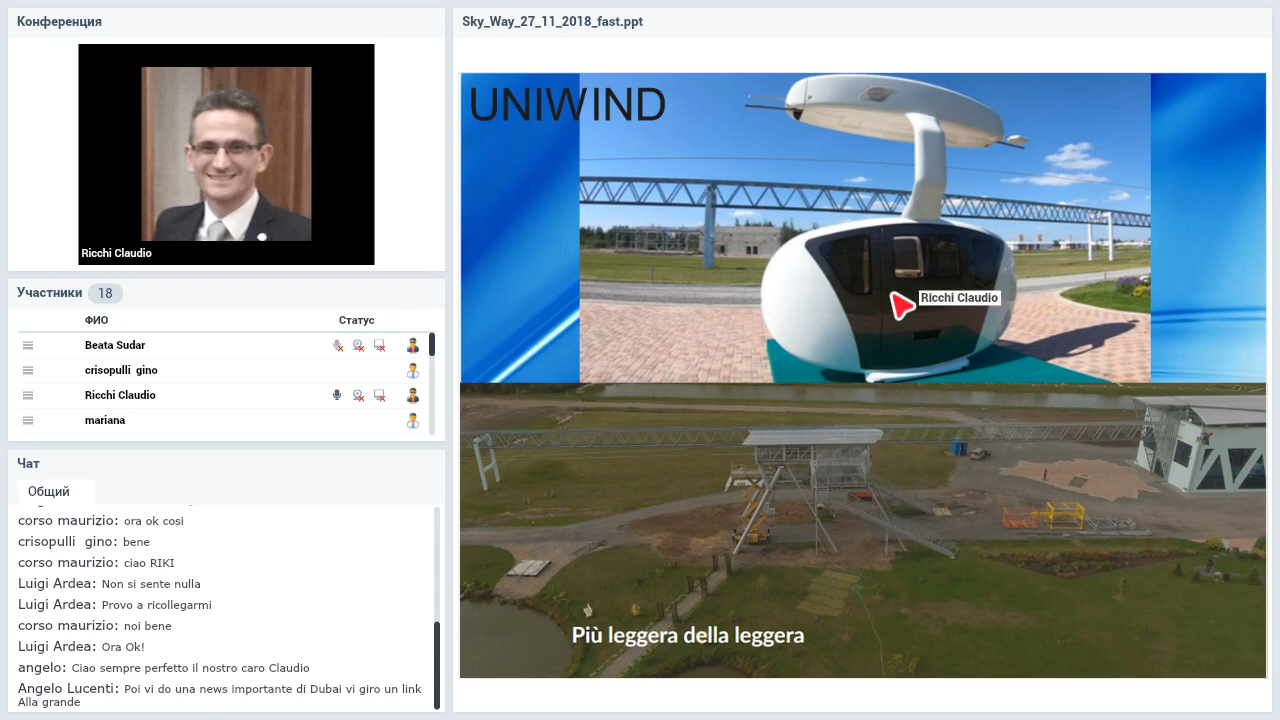 Конференция
Ricchi Claudio
Участники 18
ФИО Статус
Beata Sudar
crisopulli gino
Ricchi Claudio
mariana
Чат
Общий
corso maurizio: ora ok cosi
crisopulli gino: bene
corso maurizio: ciao RIKI
Luigi Ardea: Non si sente nulla
Luigi Ardea: Provo a ricollegarmi
corso maurizio: noi bene
Luigi Ardea: Ora Ok!
angelo: Ciao sempre perfetto il nostro caro Claudio
Angelo Lucenti: Poi vi do una news importante di Dubai vi giro un link
Alla grande
Sky_Way_27_11_2018_fast.ppt
UNIWIND
Ricchi Claudio
Più leggera della leggera